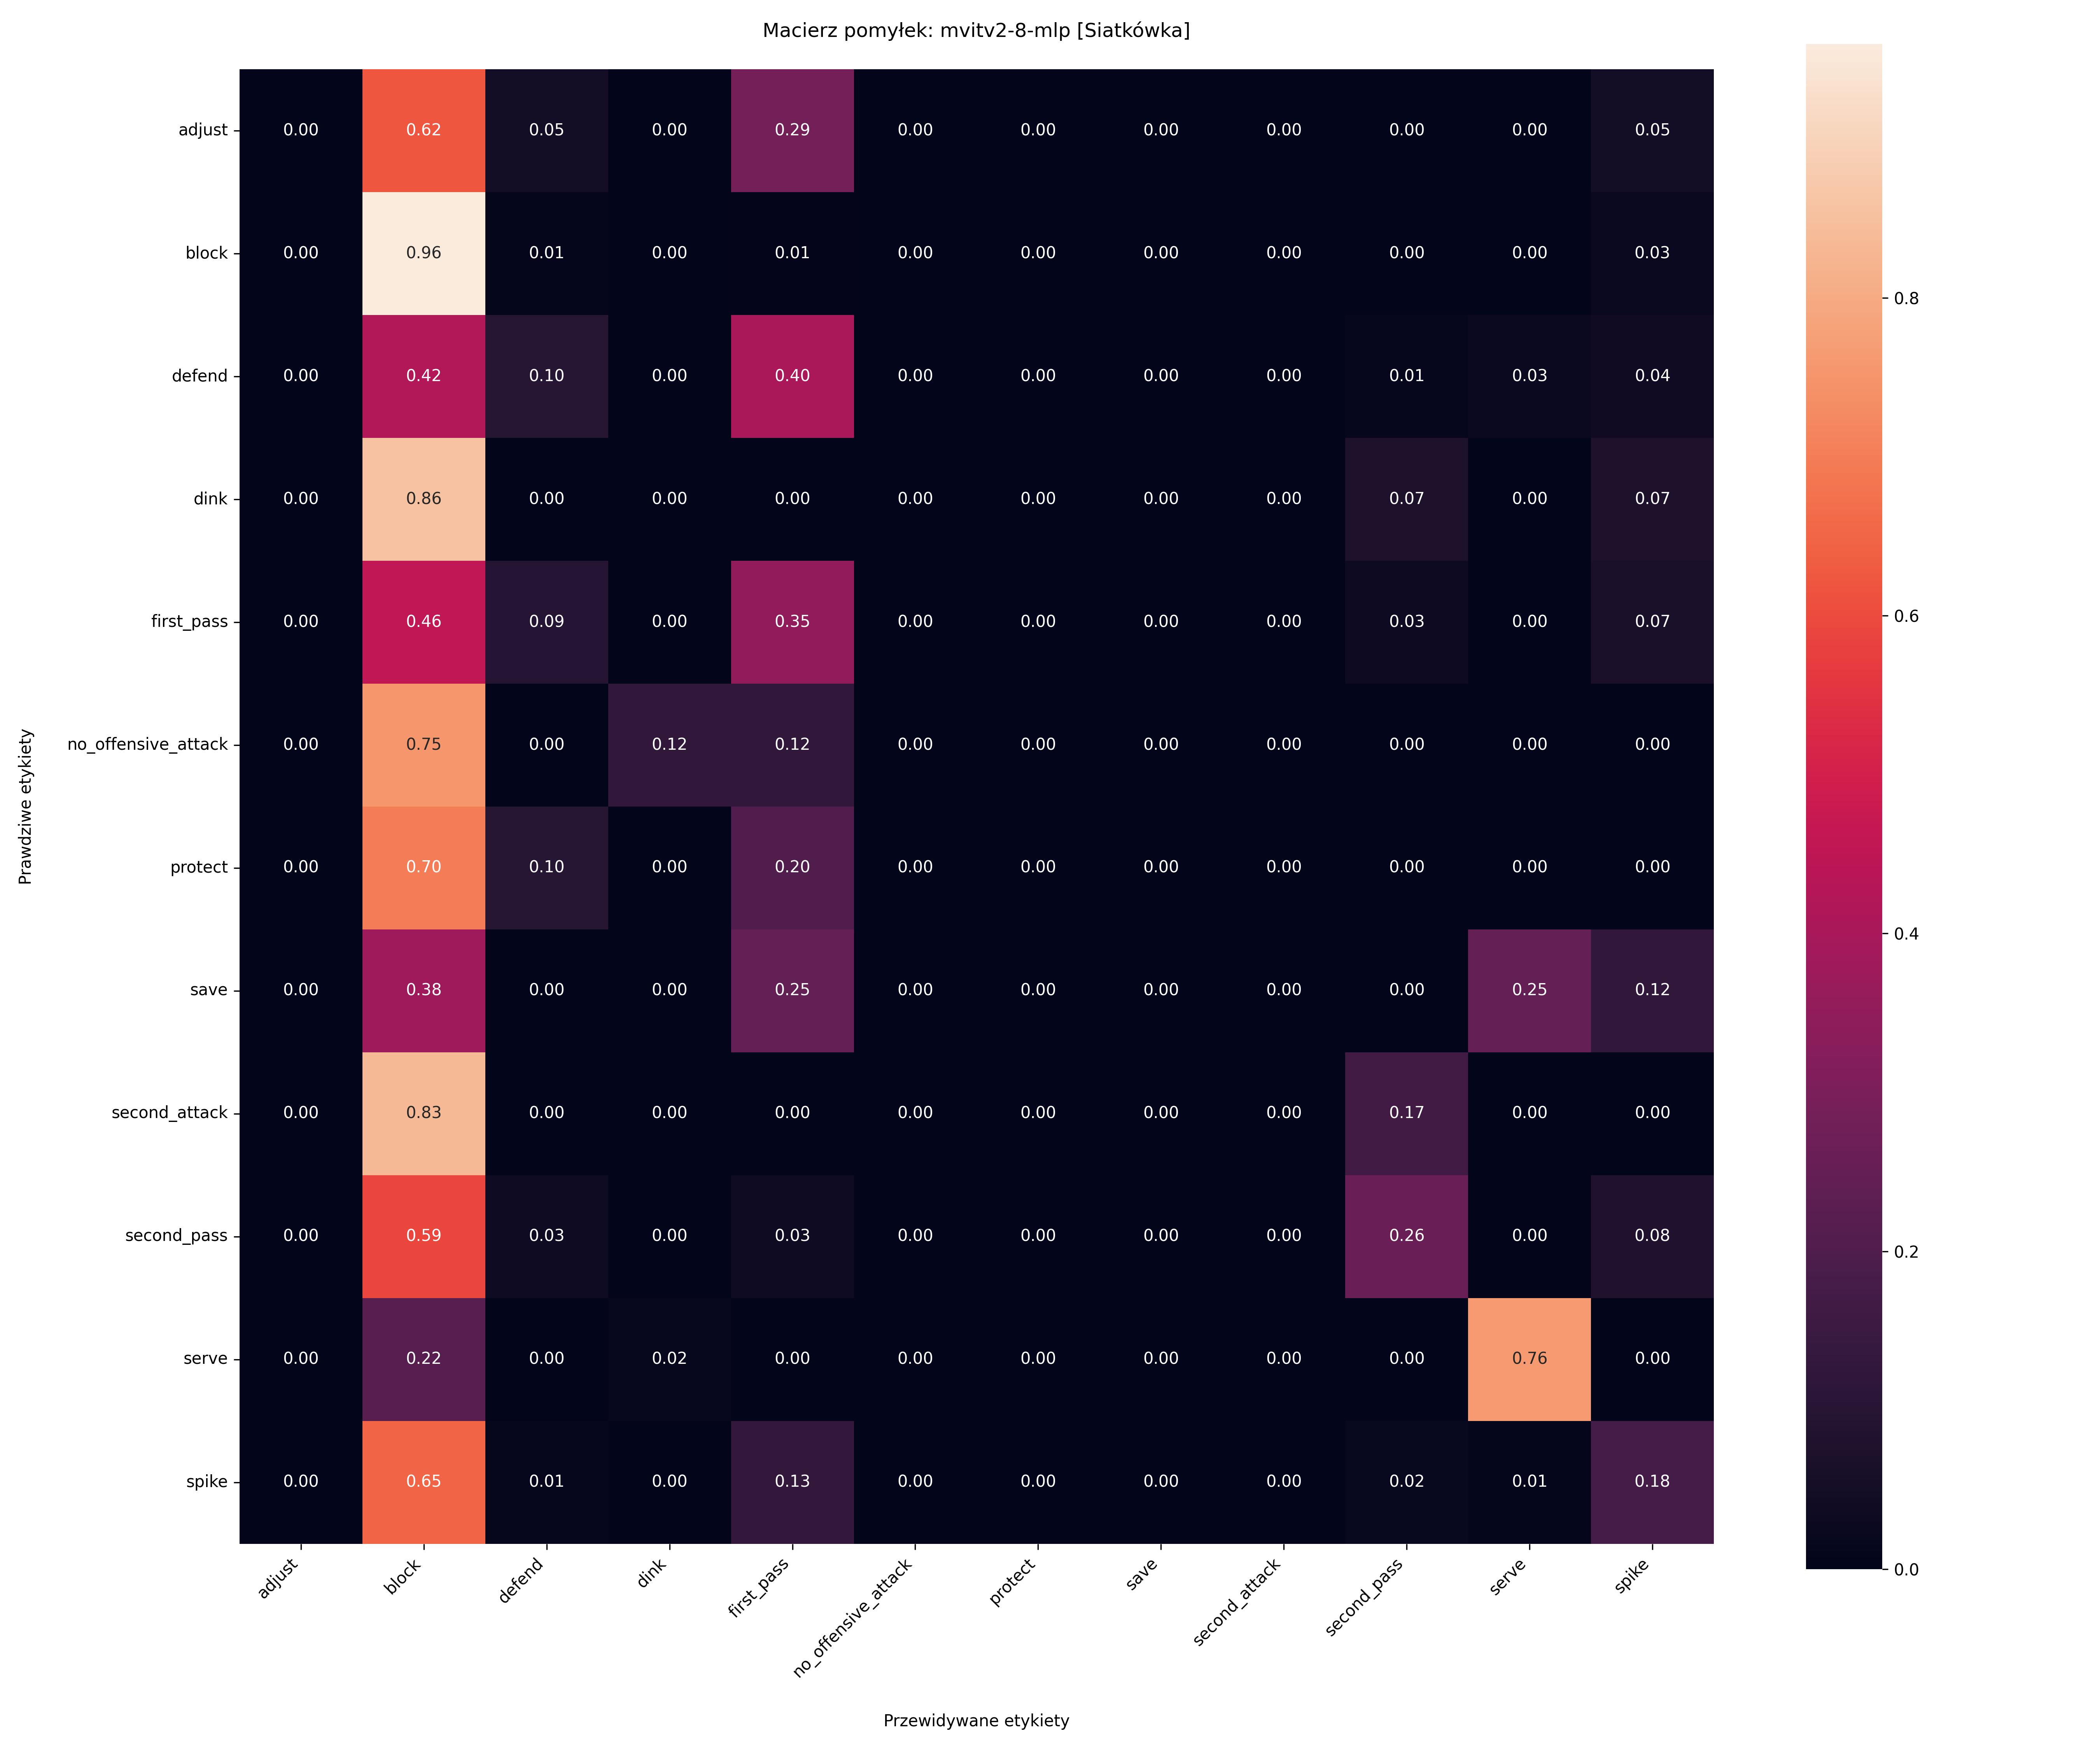 Macierz pomyłek: mvitv2-8-mlp [Siatkówka]
adjust 0.00 0.62 0.05 0.00 0.29 0.00 0.00 0.00 0.00 0.00 0.00 0.05
block 0.00 0.96 0.01 0.00 0.01 0.00 0.00 0.00 0.00 0.00 0.00 0.03
defend 0.00 0.42 0.10 0.00 0.40 0.00 0.00 0.00 0.00 0.01 0.03 0.04
dink 0.00 0.86 0.00 0.00 0.00 0.00 0.00 0.00 0.00 0.07 0.00 0.07
first_pass 0.00 0.46 0.09 0.00 0.35 0.00 0.00 0.00 0.00 0.03 0.00 0.07
no_offensive_attack 0.00 0.75 0.00 0.12 0.12 0.00 0.00 0.00 0.00 0.00 0.00 0.00
protect 0.00 0.70 0.10 0.00 0.20 0.00 0.00 0.00 0.00 0.00 0.00 0.00
save 0.00 0.38 0.00 0.00 0.25 0.00 0.00 0.00 0.00 0.00 0.25 0.12
second_attack 0.00 0.83 0.00 0.00 0.00 0.00 0.00 0.00 0.00 0.17 0.00 0.00
second_pass 0.00 0.59 0.03 0.00 0.03 0.00 0.00 0.00 0.00 0.26 0.00 0.08
serve 0.00 0.22 0.00 0.02 0.00 0.00 0.00 0.00 0.00 0.00 0.76 0.00
spike 0.00 0.65 0.01 0.00 0.13 0.00 0.00 0.00 0.00 0.02 0.01 0.18
adjust block defend dink first_pass no_offensive_attack protect save second_attack second_pass serve spike
Prawdziwe etykiety
Przewidywane etykiety
0.8
0.6
0.4
0.2
0.0